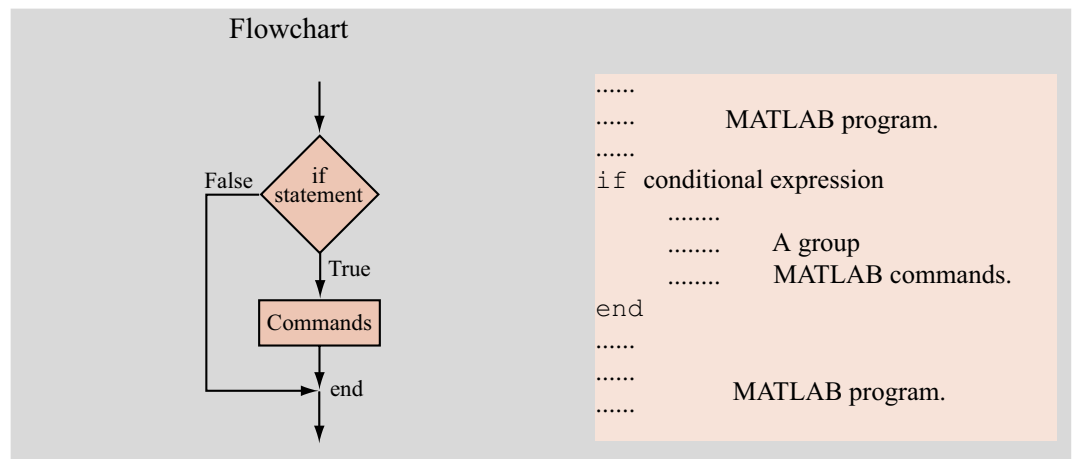 Flowchart
if
statement
False
True
Commands
end
......
...... MATLAB program.
......
if conditional expression
........
........ A group
........ MATLAB commands.
end
......
......
MATLAB program.
......